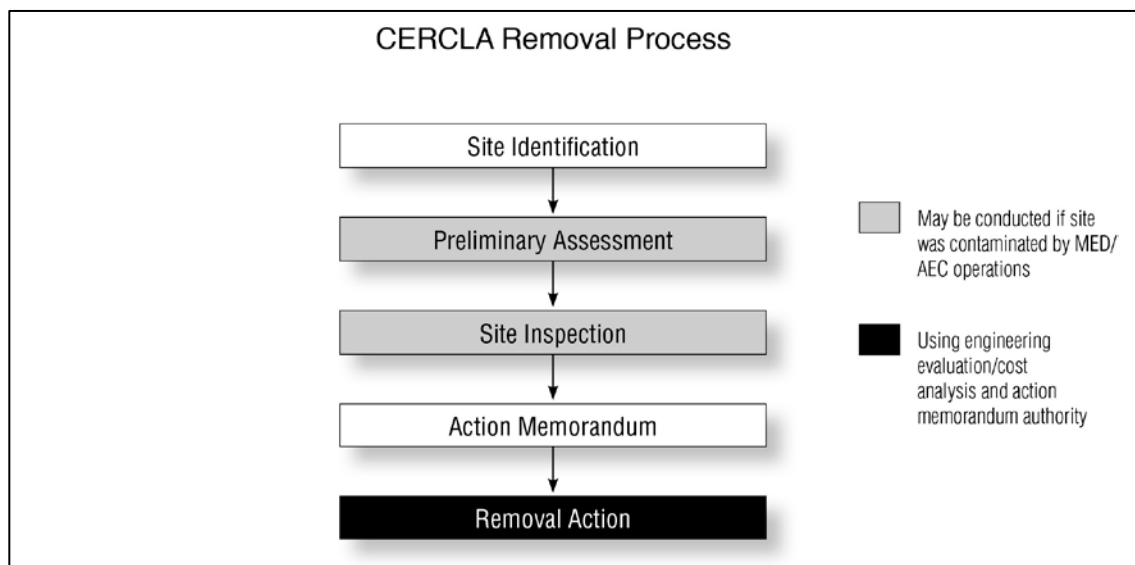 CERCLA Removal Process
Site Identification
Preliminary Assessment
Site Inspection
Action Memorandum
Removal Action
May be conducted if site
was contaminated by MED/
AEC operations
Using engineering
evaluation/cost
analysis and action
memorandum authority